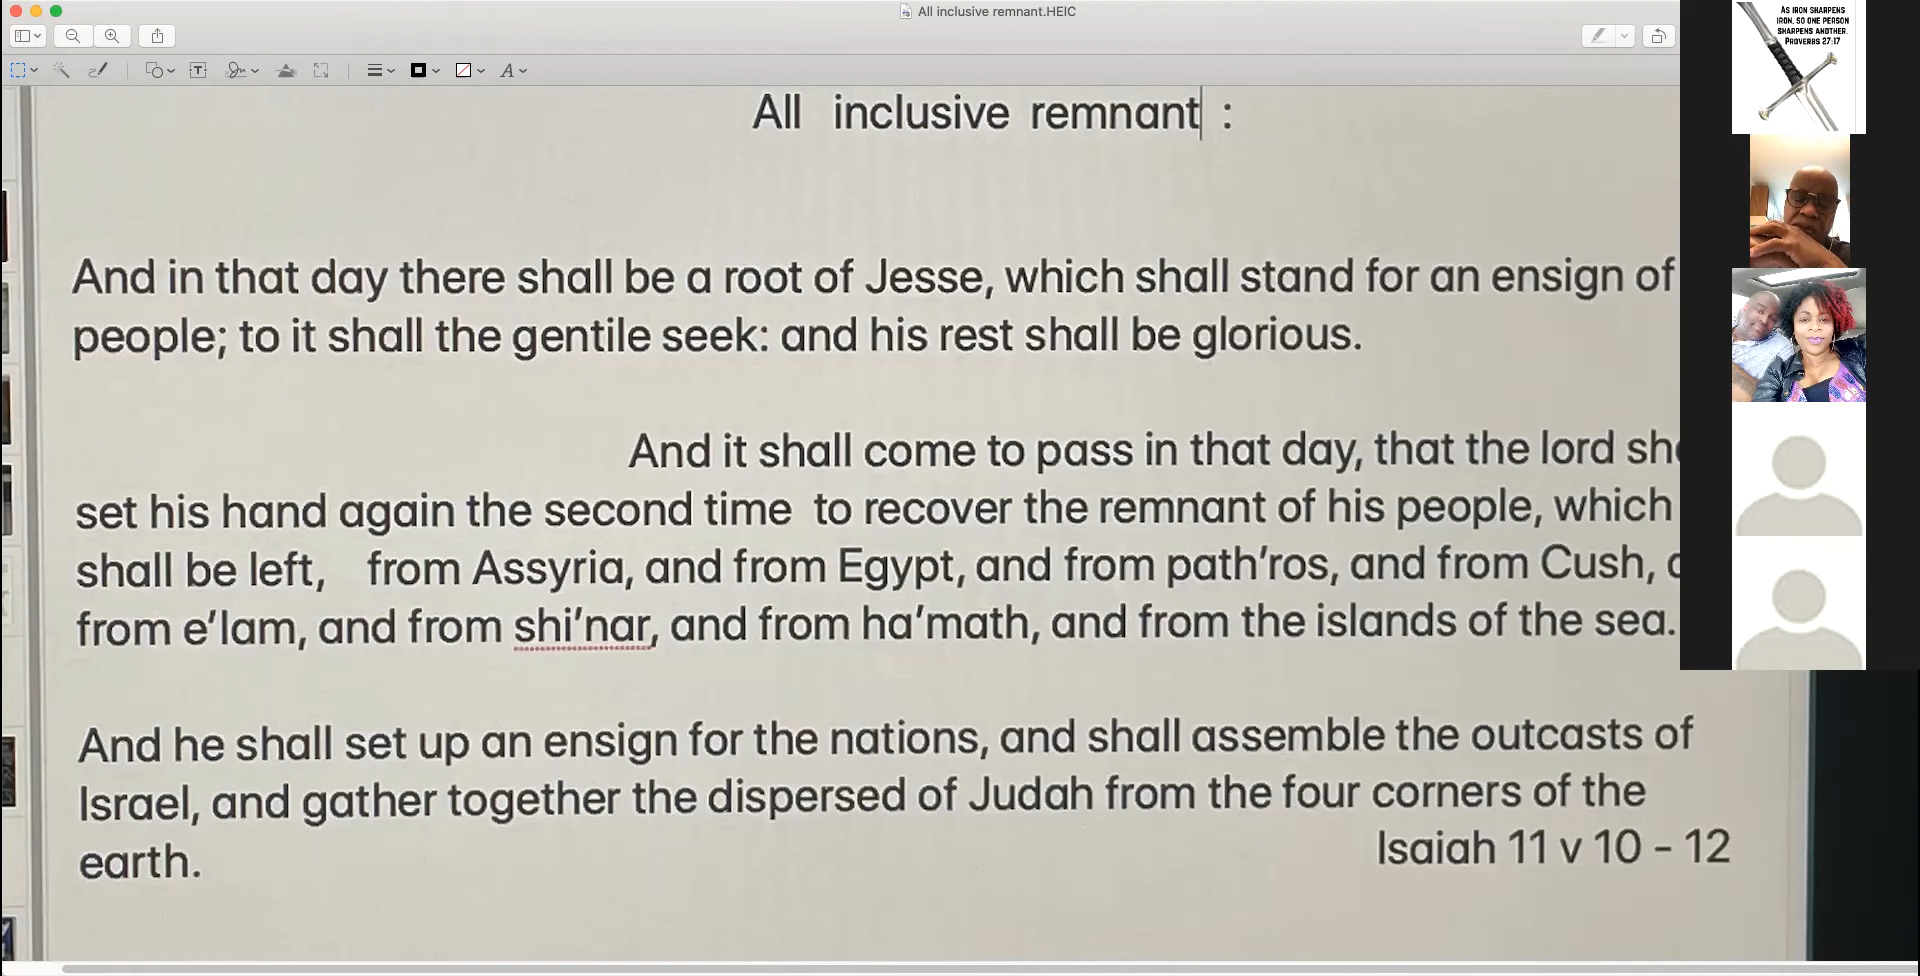 All inclusive remnant.HEIC
AS IRON SHARPENS
IRON, SO ONE PERSON
SHARPENS ANOTHER.
PROVERBS 27:17
All inclusive remnant :
And in that day there shall be a root of Jesse, which shall stand for an ensign of
people; to it shall the gentile seek: and his rest shall be glorious.
And it shall come to pass in that day, that the lord
set his hand again the second time to recover the remnant of his people, which
shall be left, from Assyria, and from Egypt, and from path'ros, and from Cush,
from e'lam, and from shi'nar, and from ha'math, and from the islands of the sea.
And he shall set up an ensign for the nations, and shall assemble the outcasts of
Israel, and gather together the dispersed of Judah from the four corners of the
earth.
Isaiah 11 v 10 - 12